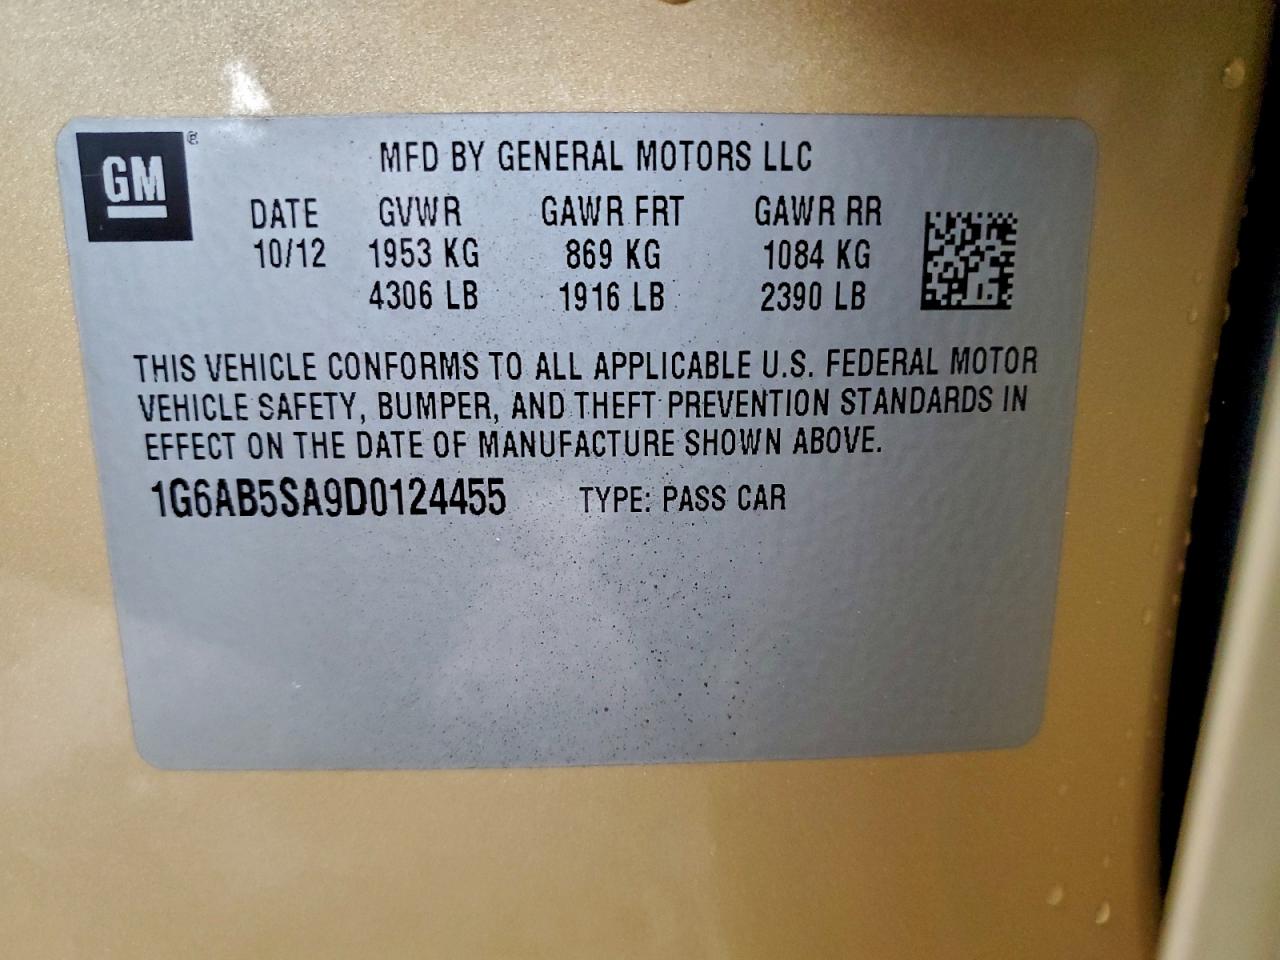 GM ®
MFD BY GENERAL MOTORS LLC
DATE GVWR GAWR FRT GAWR RR
10/12 1953 KG 869 KG 1084 KG
4306 LB 1916 LB 2390 LB
THIS VEHICLE CONFORMS TO ALL APPLICABLE U.S. FEDERAL MOTOR
VEHICLE SAFETY, BUMPER, AND THEFT PREVENTION STANDARDS IN
EFFECT ON THE DATE OF MANUFACTURE SHOWN ABOVE.
1G6AB5SA9D0124455 TYPE: PASS CAR